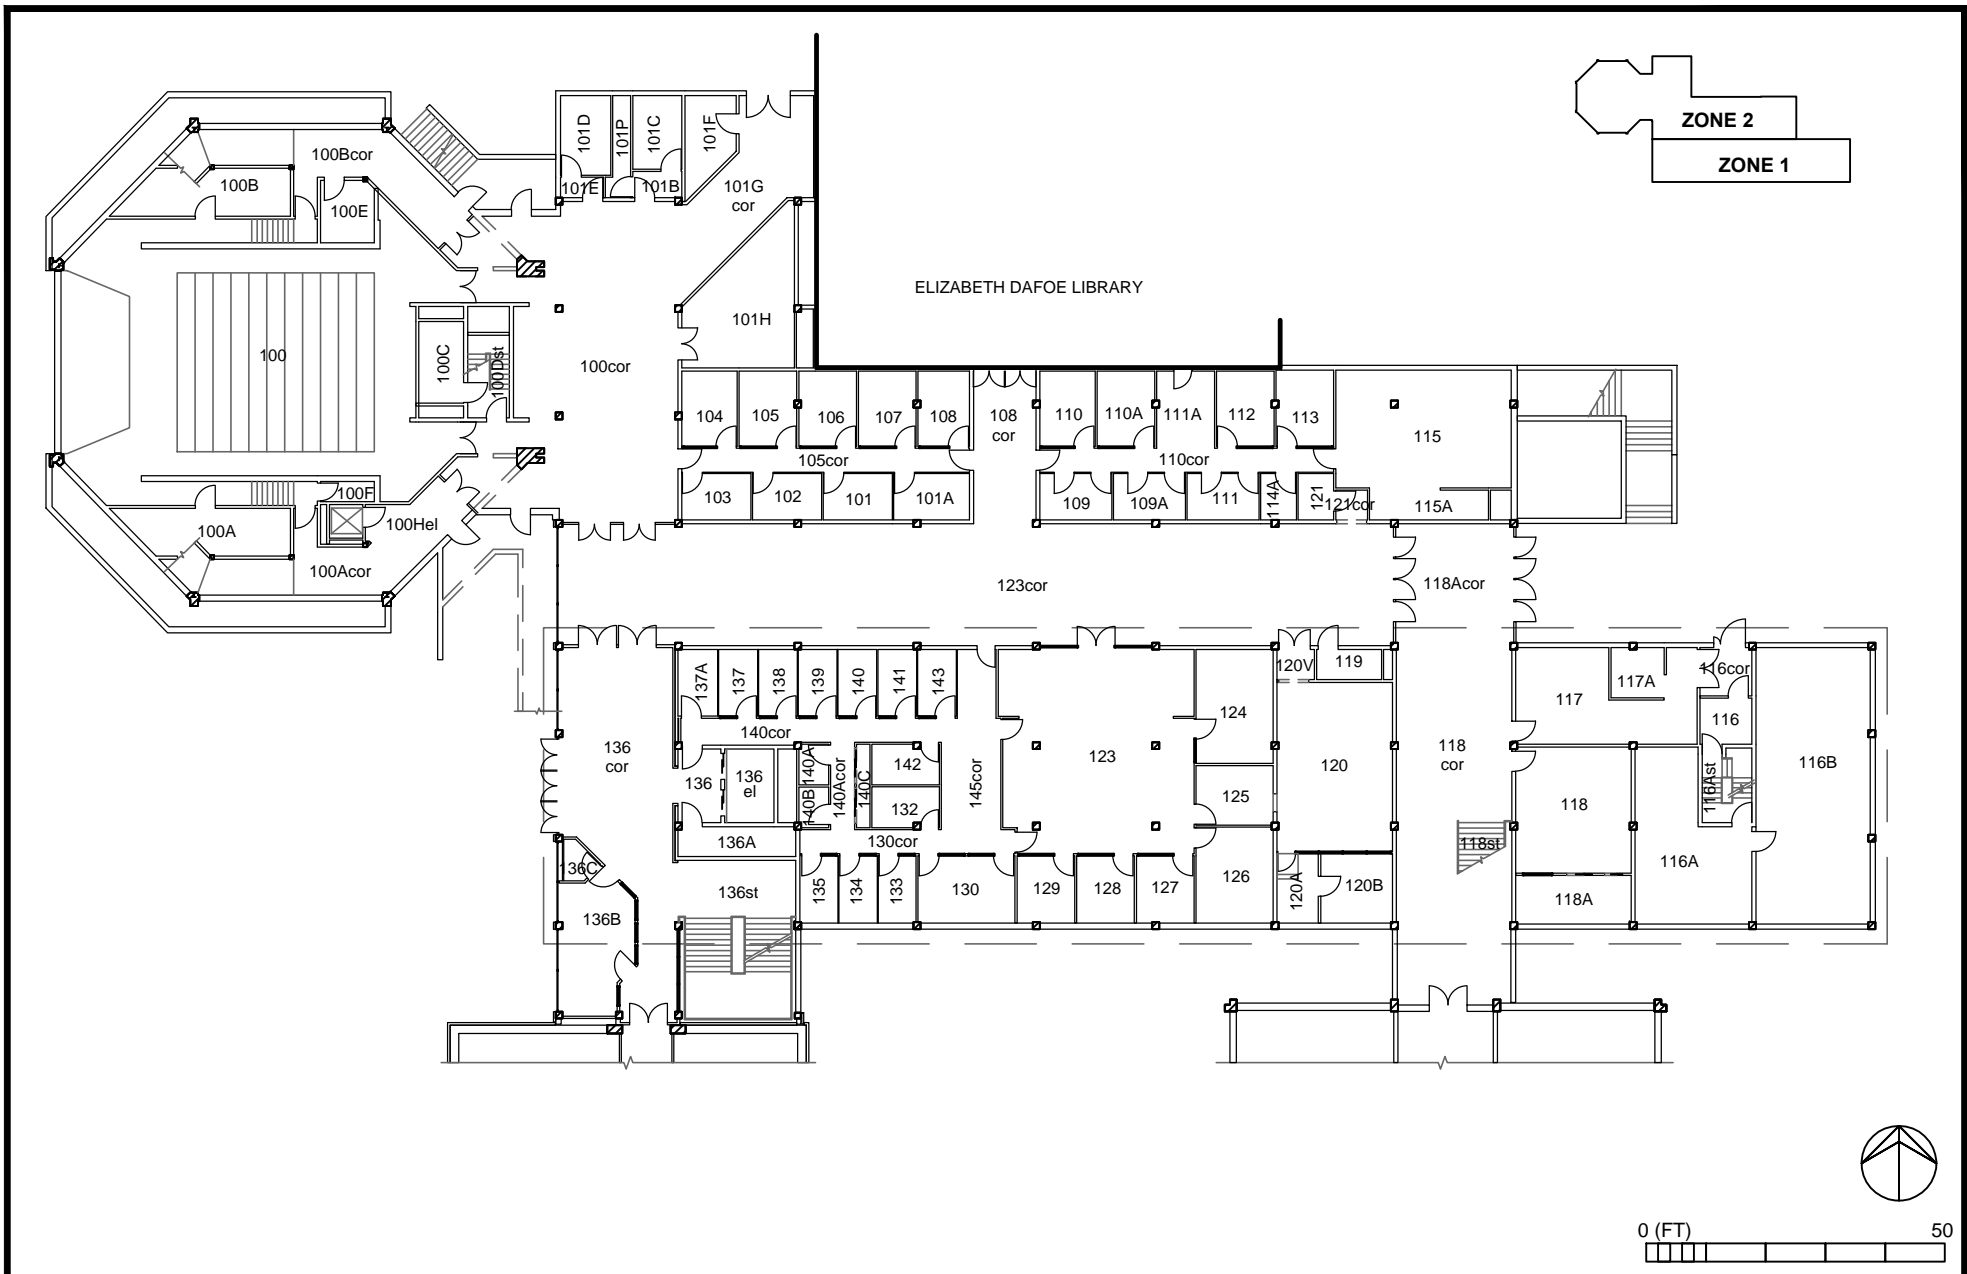 ZONE 2
ZONE 1
101D
101P
101C
101F
100Bcor
100B
100E
101E
101B
101G
cor
ELIZABETH DAFOE LIBRARY
101H
100
100C
100Dst
100cor
104
105
106
107
108
108
cor
110
110A
111A
112
113
115
105cor
110cor
103
102
101
101A
109
109A
111
114A
121
121cor
115A
100F
100A
100Hel
100Acor
123cor
118Acor
137A
137
138
139
140
141
143
120V
119
117A
116cor
117
116
124
140cor
136
cor
136
136
el
140A
140B
140Acor
140C
142
132
145cor
123
125
120
118
cor
118
116Ast
116B
136A
130cor
118st
116A
136C
136st
136B
135
134
133
130
129
128
127
126
120A
120B
118A
0 (FT)
50